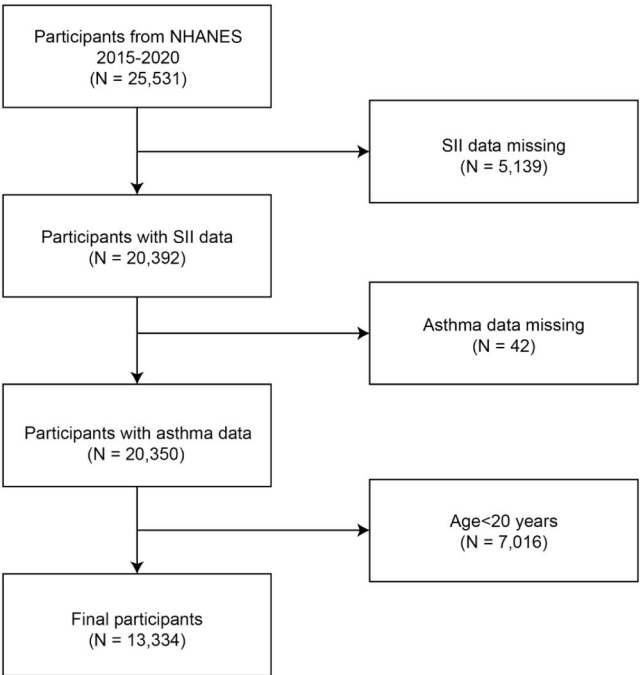 Participants from NHANES
2015-2020
(N = 25,531)
SII data missing
(N = 5,139)
Participants with SII data
(N = 20,392)
Asthma data missing
(N = 42)
Participants with asthma data
(N = 20,350)
Age<20 years
(N = 7,016)
Final participants
(N = 13,334)